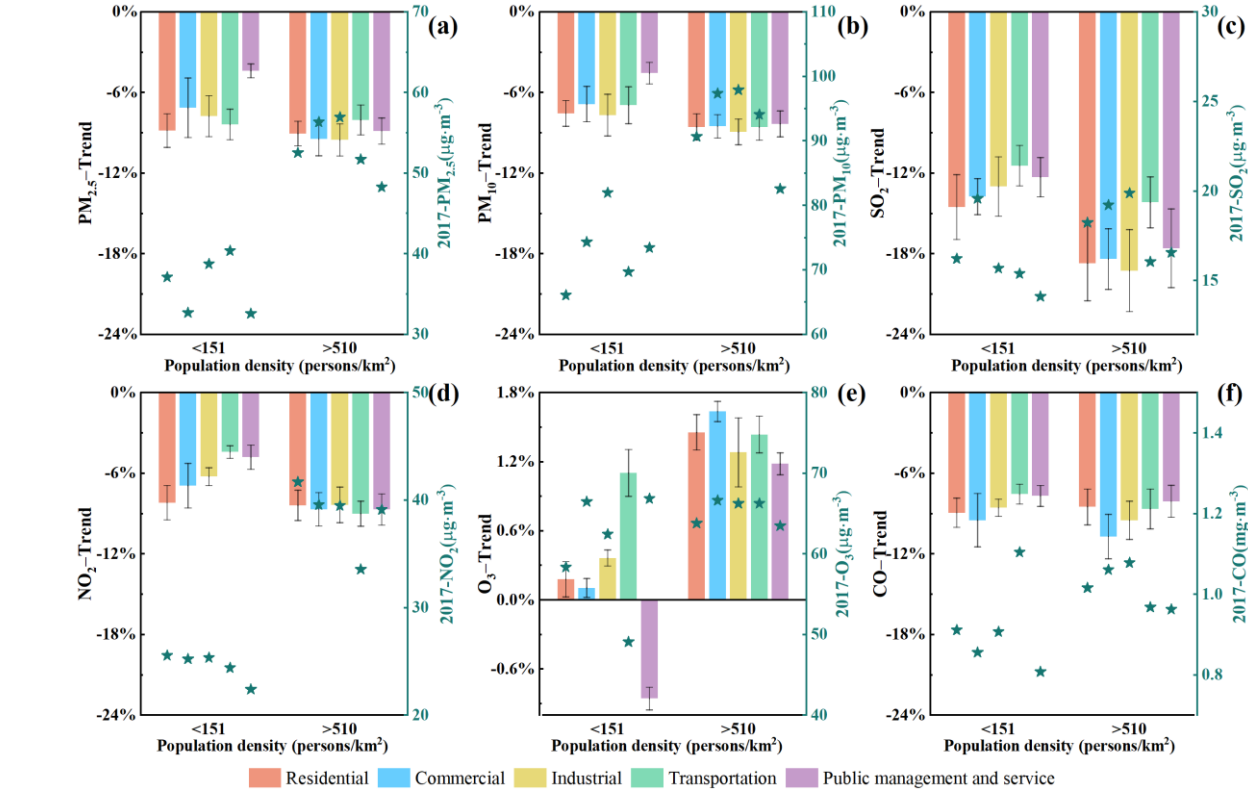 0%
-6%
-12%
-18%
-24%
PM2.5−Trend
(a)
70
60
50
40
30
2017-PM2.5(μg·m-3)
<151
>510
Population density (persons/km2)
0%
-6%
-12%
-18%
-24%
PM10−Trend
(b)
110
100
90
80
70
60
2017-PM10(μg·m-3)
<151
>510
Population density (persons/km2)
0%
-6%
-12%
-18%
-24%
SO2−Trend
(c)
30
25
20
15
2017-SO2(μg·m-3)
<151
>510
Population density (persons/km2)
0%
-6%
-12%
-18%
-24%
NO2−Trend
(d)
50
40
30
20
2017-NO2(μg·m-3)
<151
>510
Population density (persons/km2)
1.8%
1.2%
0.6%
0.0%
-0.6%
O3−Trend
(e)
80
70
60
50
40
2017-O3(μg·m-3)
<151
>510
Population density (persons/km2)
0%
-6%
-12%
-18%
-24%
CO−Trend
(f)
1.4
1.2
1.0
0.8
2017-CO(mg·m-3)
<151
>510
Population density (persons/km2)
Residential Commercial Industrial Transportation Public management and service